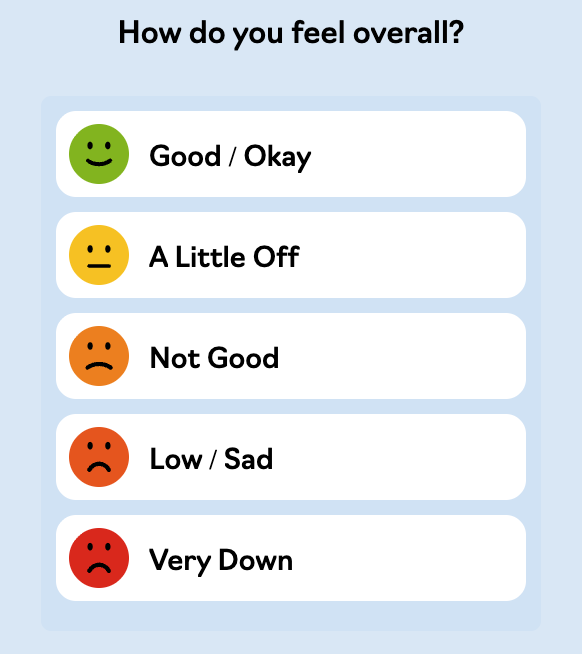 How do you feel overall?
Good / Okay
A Little Off
Not Good
Low / Sad
Very Down